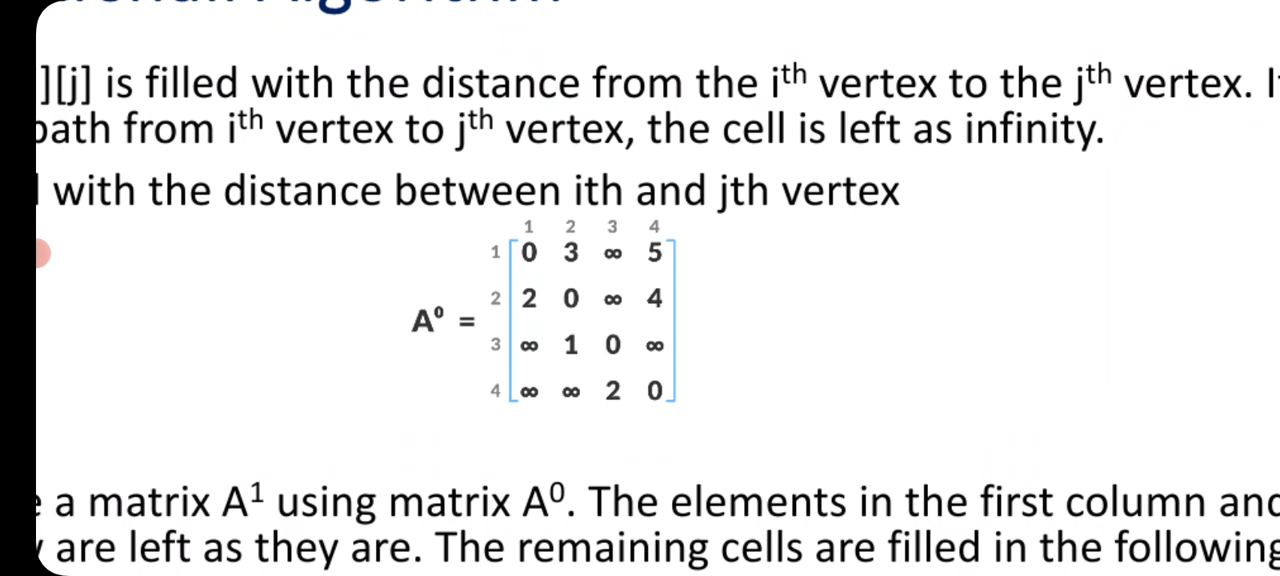 Algorithm
][j] is filled with the distance from the iᵗʰ vertex to the jᵗʰ vertex.
path from iᵗʰ vertex to jᵗʰ vertex, the cell is left as infinity.
with the distance between ith and jth vertex
1 2 3 4
1 0 3 ∞ 5
2 2 0 ∞ 4
A⁰ =
3 ∞ 1 0 ∞
4 ∞ ∞ 2 0
a matrix A¹ using matrix A⁰. The elements in the first column and
are left as they are. The remaining cells are filled in the following